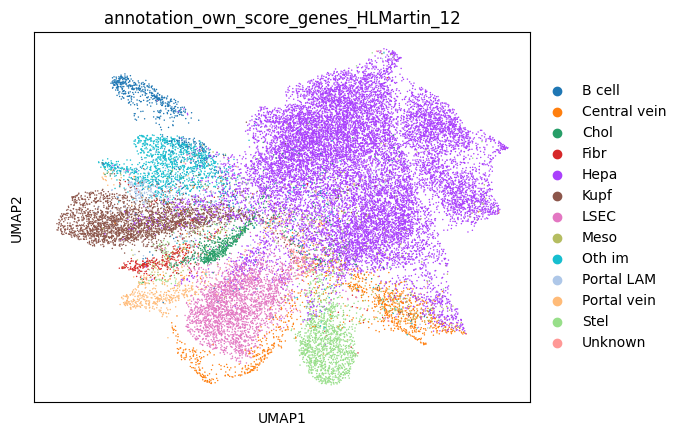 annotation_own_score_genes_HLMartin_12
B cell
Central vein
Chol
Fibr
Hepa
Kupf
LSEC
Meso
Oth im
Portal LAM
Portal vein
Stel
Unknown
UMAP2
UMAP1